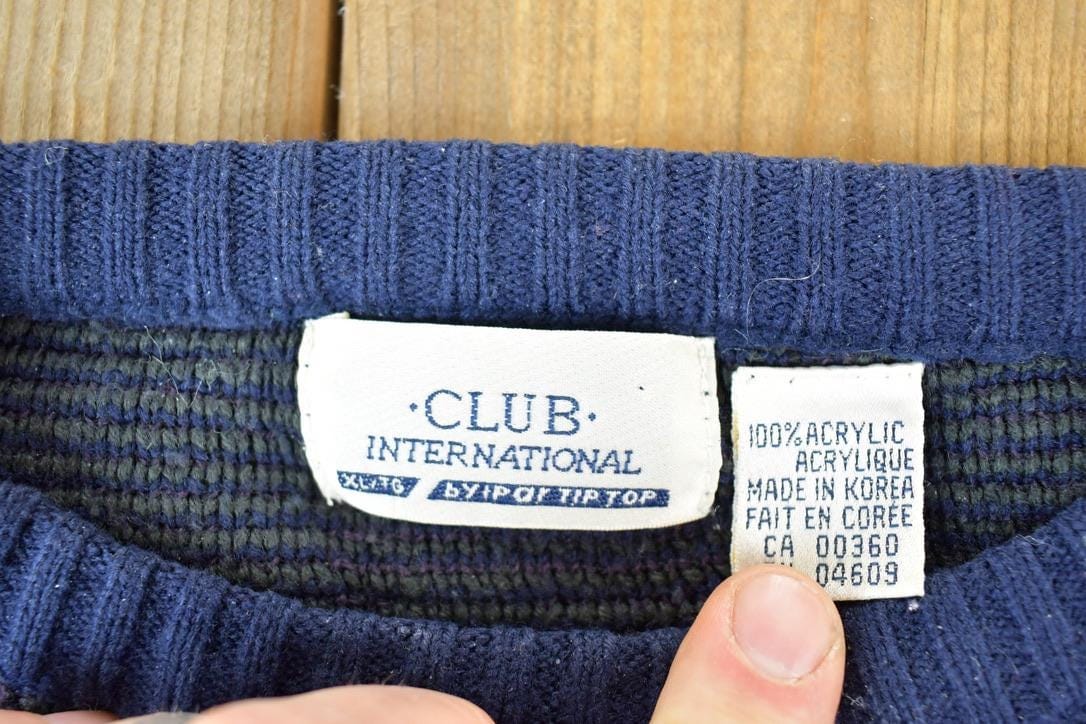 ·CLUB·
INTERNATIONAL
XL/TG / BY TIP TOP
100% ACRYLIC
ACRYLIQUE
MADE IN KOREA
FAIT EN CORÉE
CA 00360
04609